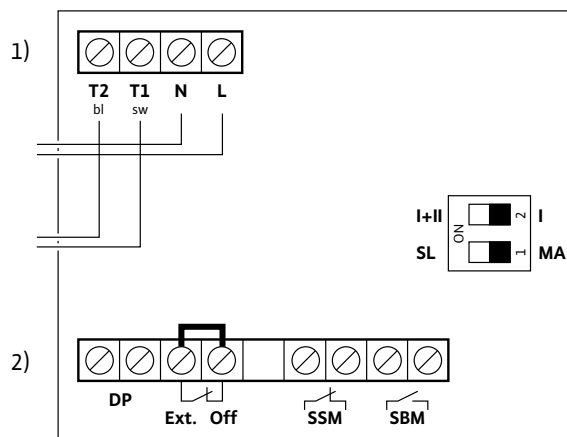 1)
T2 T1 N L
bl sw
I+II ON 2 I
SL 1 MA
2)
DP
Ext. Off SSM SBM